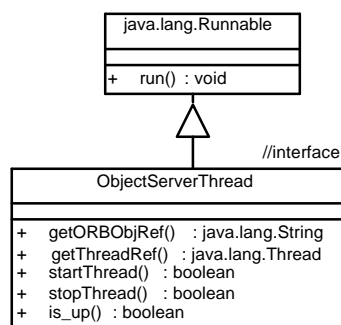 java.lang.Runnable
+ run() : void
//interface
ObjectServerThread
+ getORBObjRef() : java.lang.String
+ getThreadRef() : java.lang.Thread
+ startThread() : boolean
+ stopThread() : boolean
+ is_up() : boolean